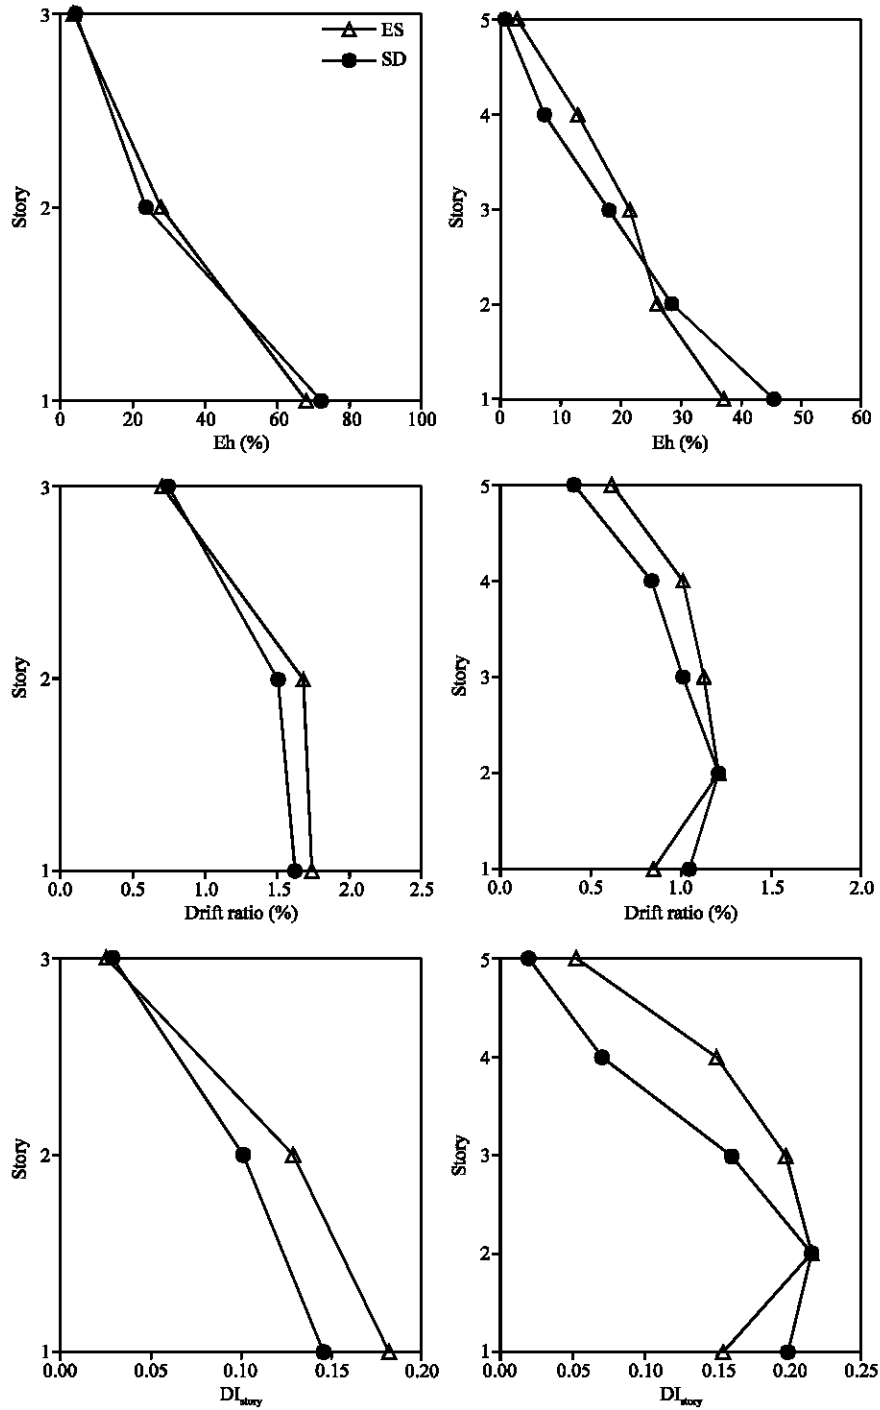 3
ES
SD
2
Story
1
0 20 40 60 80 100
Eh (%)
5
4
3
Story
2
1
0 10 20 30 40 50 60
Eh (%)
3
2
Story
1
0.0 0.5 1.0 1.5 2.0 2.5
Drift ratio (%)
5
4
3
Story
2
1
0.0 0.5 1.0 1.5 2.0
Drift ratio (%)
3
2
Story
1
0.00 0.05 0.10 0.15 0.20
DIstory
5
4
3
Story
2
1
0.00 0.05 0.10 0.15 0.20 0.25
DIstory